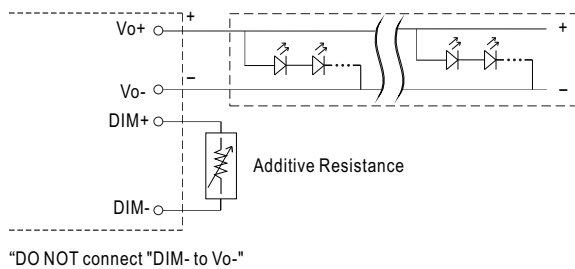 Vo+ + +
Vo- – –
DIM+
Additive Resistance
DIM-
“DO NOT connect "DIM- to Vo-"